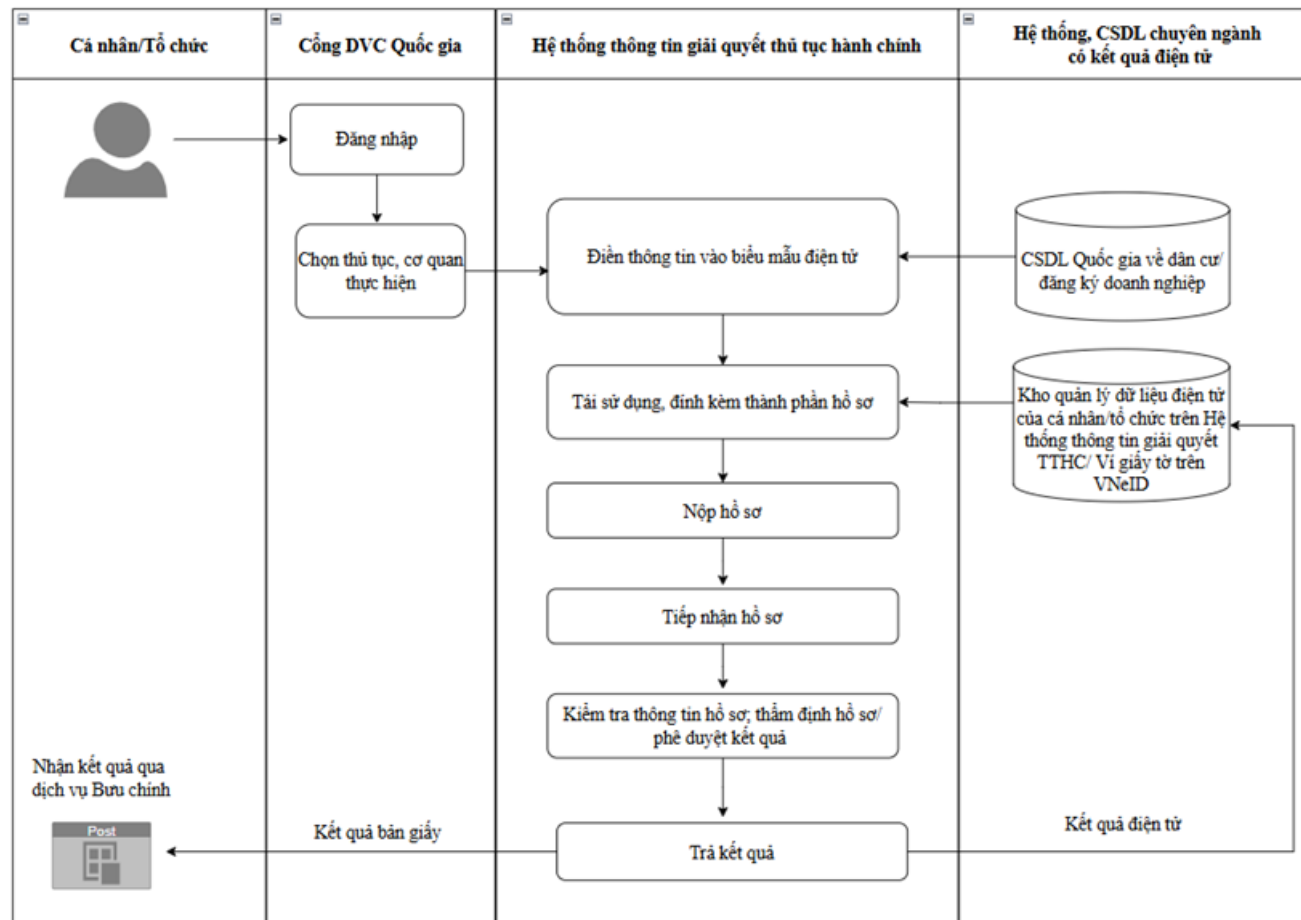 Cá nhân/Tổ chức
Cổng DVC Quốc gia
Hệ thống thông tin giải quyết thủ tục hành chính
Hệ thống, CSDL chuyên ngành
có kết quả điện tử
Đăng nhập
Chọn thủ tục, cơ quan
thực hiện
Điền thông tin vào biểu mẫu điện tử
CSDL Quốc gia về dân cư/
đăng ký doanh nghiệp
Tái sử dụng, đính kèm thành phần hồ sơ
Kho quản lý dữ liệu điện tử
của cá nhân/tổ chức trên Hệ
thống thông tin giải quyết
TTHC/ Ví giấy tờ trên
VNeID
Nộp hồ sơ
Tiếp nhận hồ sơ
Kiểm tra thông tin hồ sơ; thẩm định hồ sơ/
phê duyệt kết quả
Nhận kết quả qua
dịch vụ Bưu chính
Post
Kết quả bản giấy
Trả kết quả
Kết quả điện tử